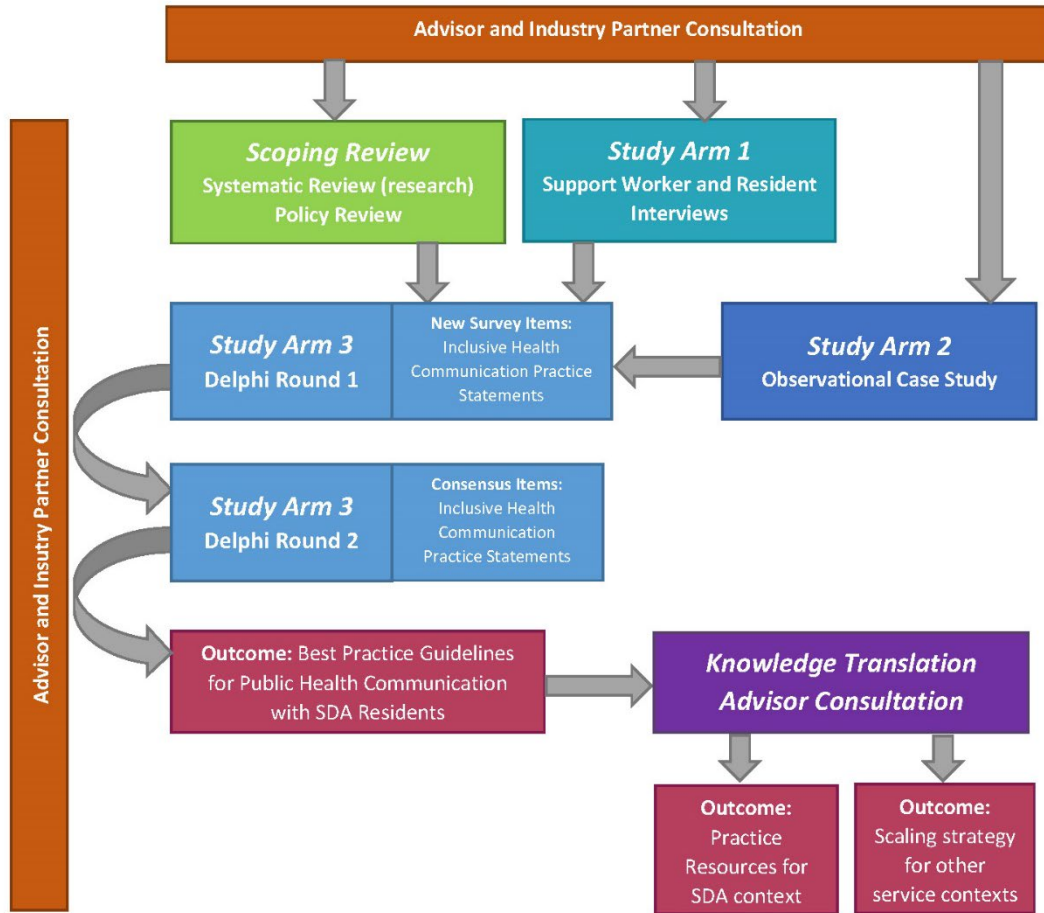 Advisor and Industry Partner Consultation
Advisor and Insutry Partner Consultation
Scoping Review
Systematic Review (research)
Policy Review
Study Arm 1
Support Worker and Resident
Interviews
Study Arm 3
Delphi Round 1
New Survey Items:
Inclusive Health
Communication Practice
Statements
Study Arm 2
Observational Case Study
Study Arm 3
Delphi Round 2
Consensus Items:
Inclusive Health
Communication
Practice Statements
Outcome: Best Practice Guidelines
for Public Health Communication
with SDA Residents
Knowledge Translation
Advisor Consultation
Outcome:
Practice
Resources for
SDA context
Outcome:
Scaling strategy
for other
service contexts